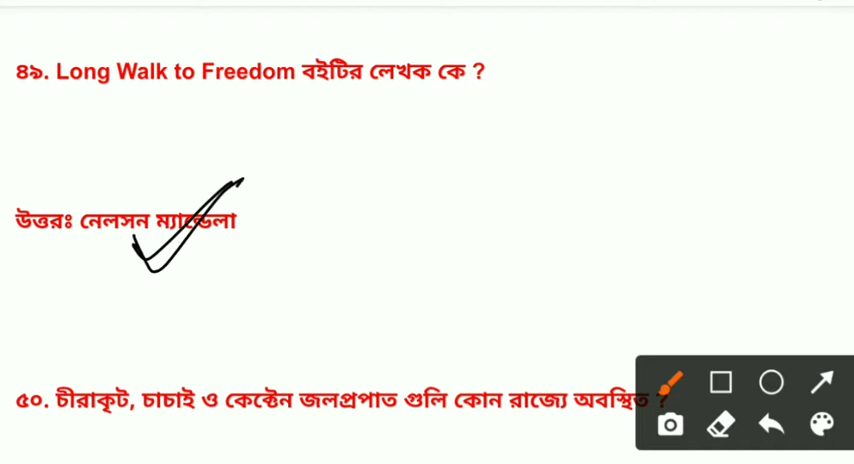 ৪৯. Long Walk to Freedom বইটির লেখক কে ?
উত্তরঃ নেলসন ম্যান্ডেলা
৫০. চীরাকৃট, চাচাই ও কেক্টেন জলপ্রপাত গুলি কোন রাজ্যে অবস্থিত ?